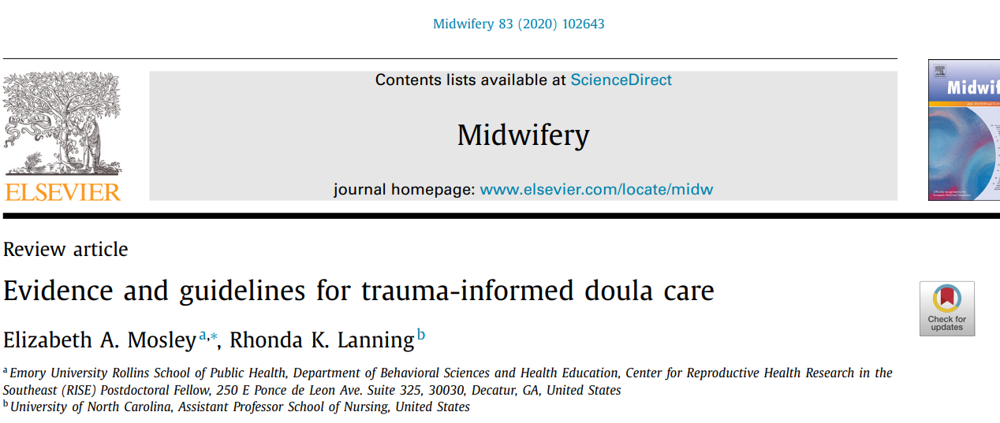 Midwifery 83 (2020) 102643
Contents lists available at ScienceDirect
Midwifery
journal homepage: www.elsevier.com/locate/midw
NON SOLUS
ELSEVIER
Review article
Evidence and guidelines for trauma-informed doula care
Check for
updates
Elizabeth A. Mosley a,*, Rhonda K. Lanning b
a Emory University Rollins School of Public Health, Department of Behavioral Sciences and Health Education, Center for Reproductive Health Research in the
Southeast (RISE) Postdoctoral Fellow, 250 E Ponce de Leon Ave. Suite 325, 30030, Decatur, GA, United States
b University of North Carolina, Assistant Professor School of Nursing, United States